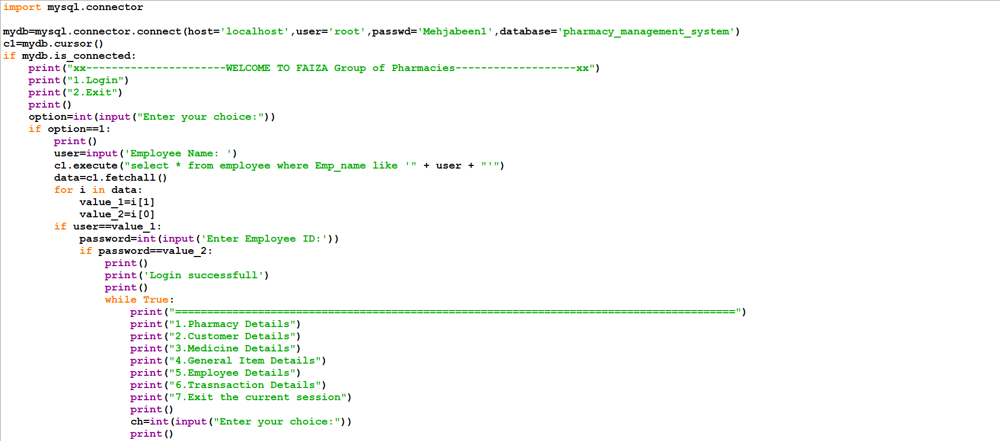 import mysql.connector

mydb=mysql.connector.connect(host='localhost',user='root',passwd='Mehjabeen1',database='pharmacy_management_system')
c1=mydb.cursor()
if mydb.is_connected:
    print("xx----------------------WELCOME TO FAIZA Group of Pharmacies-------------------xx")
    print("1.Login")
    print("2.Exit")
    print()
    option=int(input("Enter your choice:"))
    if option==1:
        print()
        user=input('Employee Name: ')
        c1.execute("select * from employee where Emp_name like '" + user + "'")
        data=c1.fetchall()
        for i in data:
            value_1=i[1]
            value_2=i[0]
        if user==value_1:
            password=int(input('Enter Employee ID:'))
            if password==value_2:
                print()
                print('Login successfull')
                print()
                while True:
                    print("========================================================================================")
                    print("1.Pharmacy Details")
                    print("2.Customer Details")
                    print("3.Medicine Details")
                    print("4.General Item Details")
                    print("5.Employee Details")
                    print("6.Trasnsaction Details")
                    print("7.Exit the current session")
                    print()
                    ch=int(input("Enter your choice:"))
                    print()